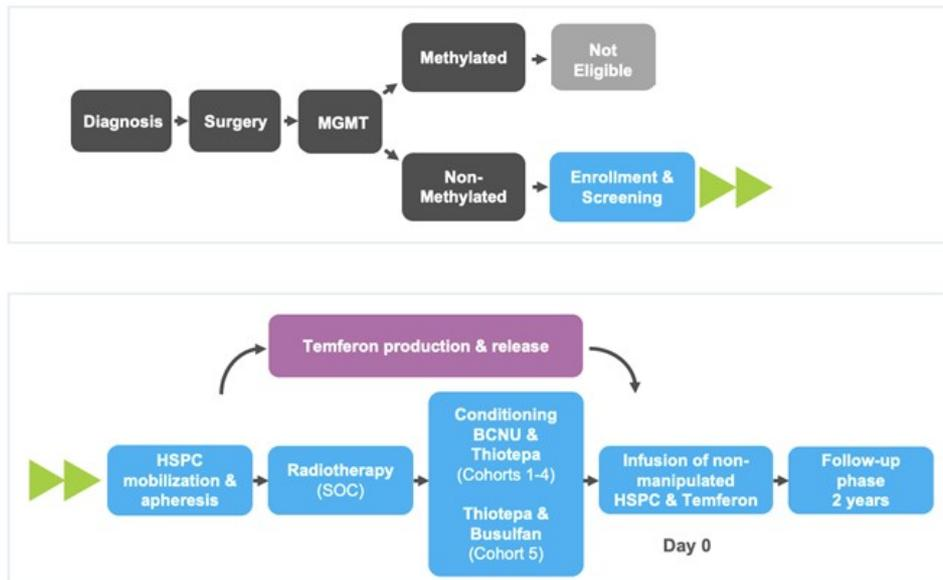 Methylated
Not
Eligible
Diagnosis
Surgery
MGMT
Non-
Methylated
Enrollment &
Screening
Temferon production & release
HSPC
mobilization &
apheresis
Radiotherapy
(SOC)
Conditioning
BCNU &
Thiotepa
(Cohorts 1-4)
Thiotepa &
Busulfan
(Cohort 5)
Infusion of non-
manipulated
HSPC & Temferon
Follow-up
phase
2 years
Day 0